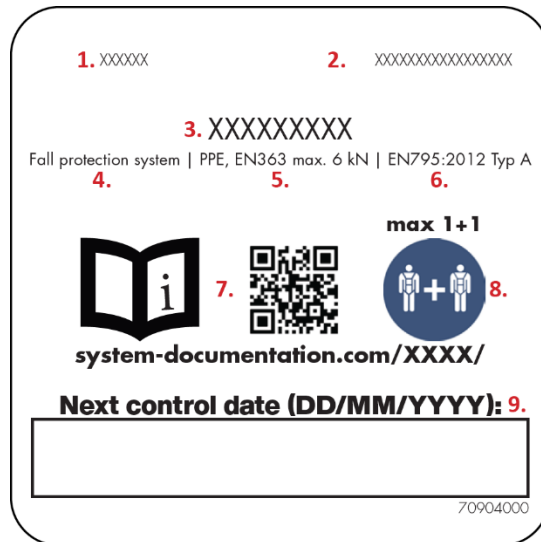 1. XXXXXX 2. XXXXXXXXXXXXXXXXX
3. XXXXXXXXX
Fall protection system | PPE, EN363 max. 6 kN | EN795:2012 Typ A
4. 5. 6.
max 1+1
i 7. + 8.
system-documentation.com/XXXX/
Next control date (DD/MM/YYYY): 9.
70904000